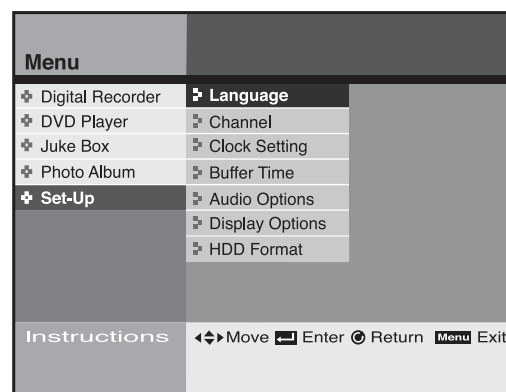 Menu
Digital Recorder
DVD Player
Juke Box
Photo Album
Set-Up
Language
Channel
Clock Setting
Buffer Time
Audio Options
Display Options
HDD Format
Instructions
Move Enter Return Menu Exit